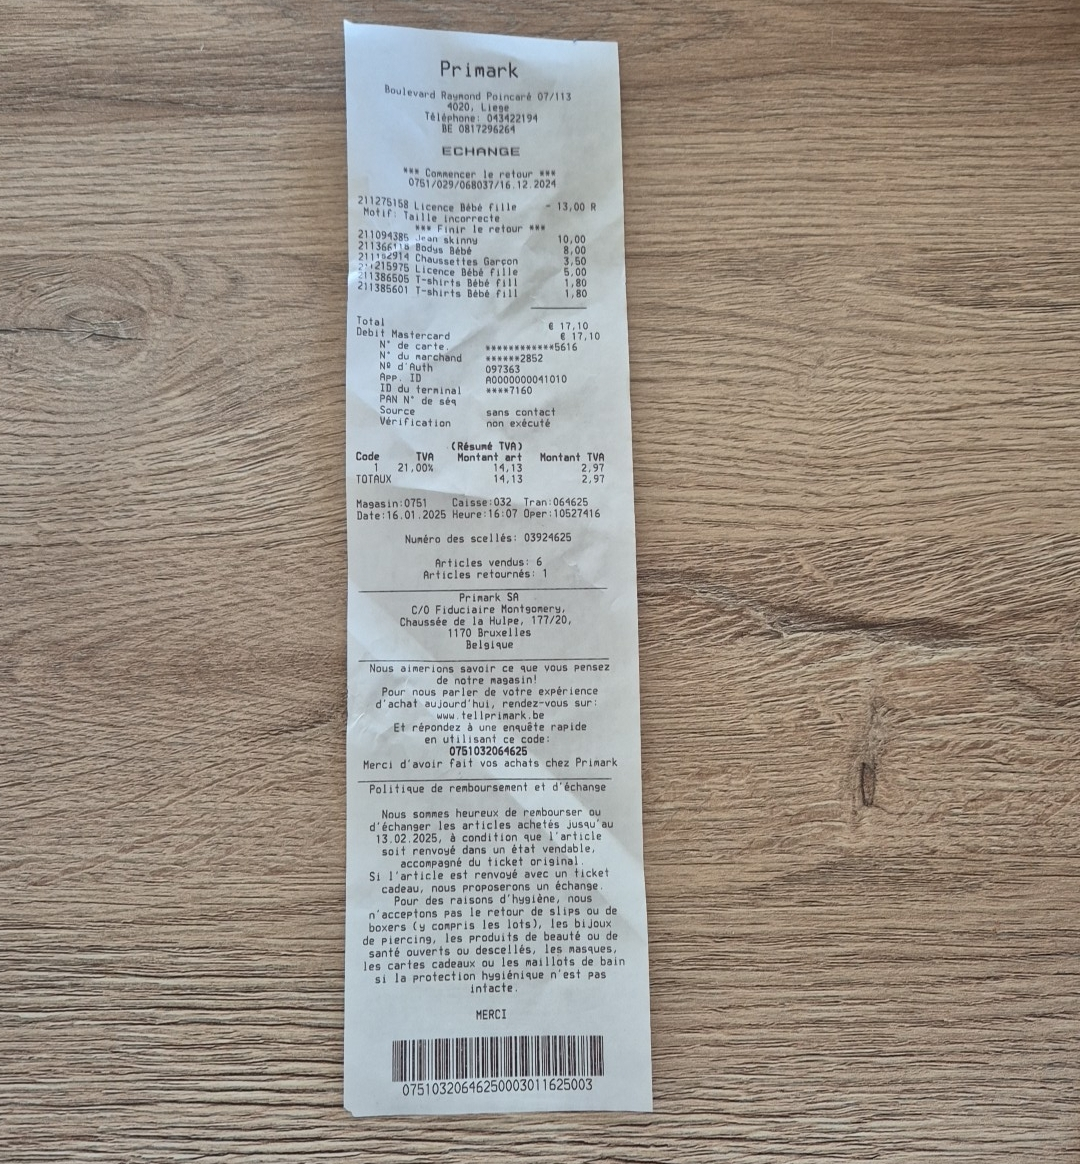 Primark
Boulevard Raymond Poincaré 07/113
4020, Liege
Téléphone: 043422194
BE 0817296264
ECHANGE
*** Commencer le retour ***
0751/029/068037/16.12.2024
211275158 Licence Bébé fille - 13,00 R
Motif: Taille incorrecte
*** Finir le retour ***
211094385 Jean skinny 10,00
Bodys Bébé 8,00
Chaussettes Garçon 3,50
Licence Bébé fille 5,00
211386505 T-shirts Bébé fill 1,80
211385601 T-shirts Bébé fill 1,80
Total € 17,10
Debit Mastercard € 17,10
N° de carte. ************5616
N° du marchand ******2852
Nº d'Auth 097363
App. ID A0000000041010
ID du terminal ****7160
PAN N° de séq
Source sans contact
Vérification non exécuté
(Résumé TVA)
Code TVA Montant art Montant TVA
1 21,00% 14,13 2,97
TOTAUX 14,13 2,97
Magasin:0751 Caisse:032 Tran:064625
Date:16.01.2025 Heure:16:07 Oper:10527416
Numéro des scellés: 03924625
Articles vendus: 6
Articles retournés: 1
Primark SA
C/O Fiduciaire Montgomery,
Chaussée de la Hulpe, 177/20,
1170 Bruxelles
Belgique
Nous aimerions savoir ce que vous pensez
de notre magasin!
Pour nous parler de votre expérience
d'achat aujourd'hui, rendez-vous sur:
www.tellprimark.be
Et répondez à une enquête rapide
en utilisant ce code:
0751032064625
Merci d'avoir fait vos achats chez Primark
Politique de remboursement et d'échange
Nous sommes heureux de rembourser ou
d'échanger les articles achetés jusqu'au
13.02.2025, à condition que l'article
soit renvoyé dans un état vendable,
accompagné du ticket original.
Si l'article est renvoyé avec un ticket
cadeau, nous proposerons un échange.
Pour des raisons d'hygiène, nous
n'acceptons pas le retour de slips ou de
boxers (y compris les lots), les bijoux
de piercing, les produits de beauté ou de
santé ouverts ou descellés, les masques,
les cartes cadeaux ou les maillots de bain
si la protection hygiénique n'est pas
intacte.
MERCI
07510320646250003011625003